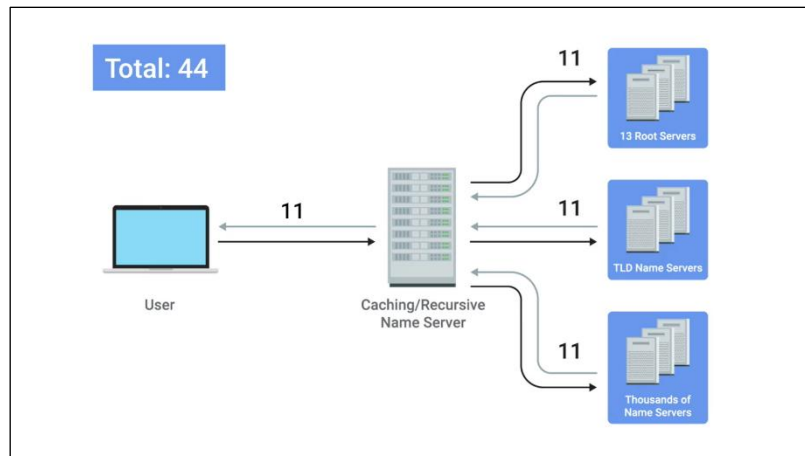 Total: 44
11
13 Root Servers
11
11
TLD Name Servers
User
Caching/Recursive
Name Server
11
Thousands of
Name Servers